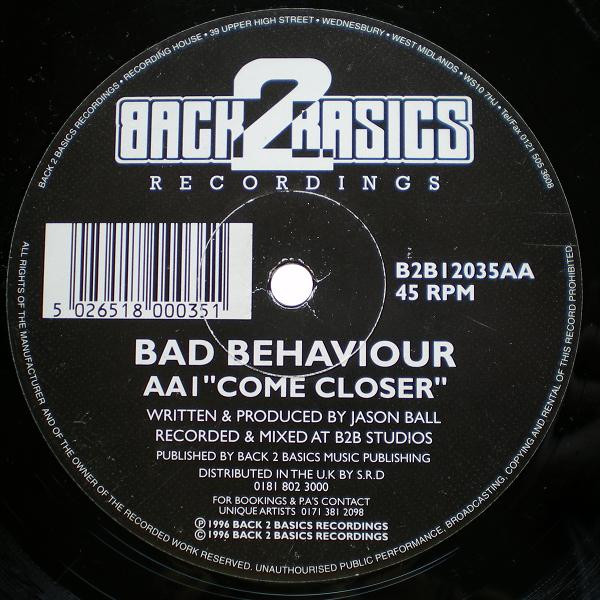 BACK 2 BASICS RECORDINGS • RECORDING HOUSE • 39 UPPER HIGH STREET • WEDNESBURY • WEST MIDLANDS • WS10 7HJ • Tel/Fax 0121 505 3608
BACK 2 BASICS
RECORDINGS
5 026518 000351
B2B12035AA
45 RPM
BAD BEHAVIOUR
AA1 "COME CLOSER"
WRITTEN & PRODUCED BY JASON BALL
RECORDED & MIXED AT B2B STUDIOS
PUBLISHED BY BACK 2 BASICS MUSIC PUBLISHING
DISTRIBUTED IN THE U.K BY S.R.D
0181 802 3000
FOR BOOKINGS & P.A'S CONTACT
UNIQUE ARTISTS 0171 381 2098
℗ 1996 BACK 2 BASICS RECORDINGS
© 1996 BACK 2 BASICS RECORDINGS
ALL RIGHTS OF THE MANUFACTURER AND OF THE OWNER OF THE RECORDED WORK RESERVED. UNAUTHORISED PUBLIC PERFORMANCE, BROADCASTING, COPYING AND RENTAL OF THIS RECORD PROHIBITED.